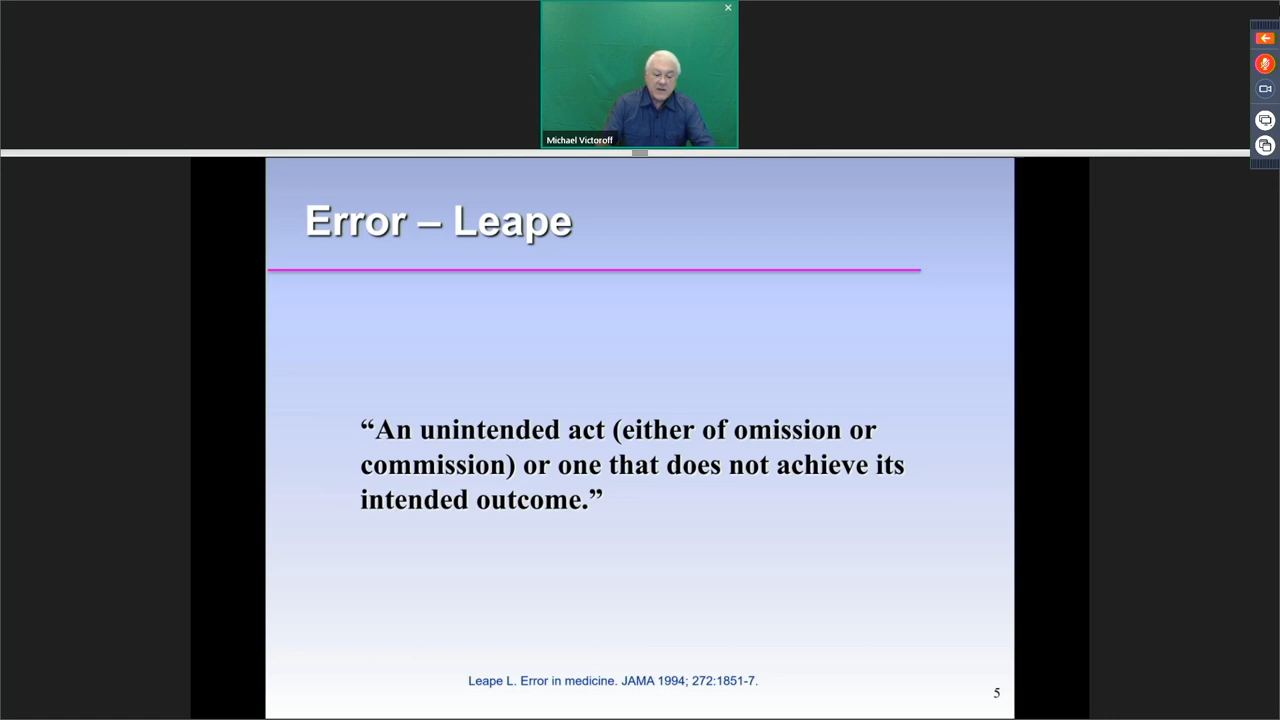 Michael Victoroff
Error – Leape
“An unintended act (either of omission or
commission) or one that does not achieve its
intended outcome.”
Leape L. Error in medicine. JAMA 1994; 272:1851-7.
5